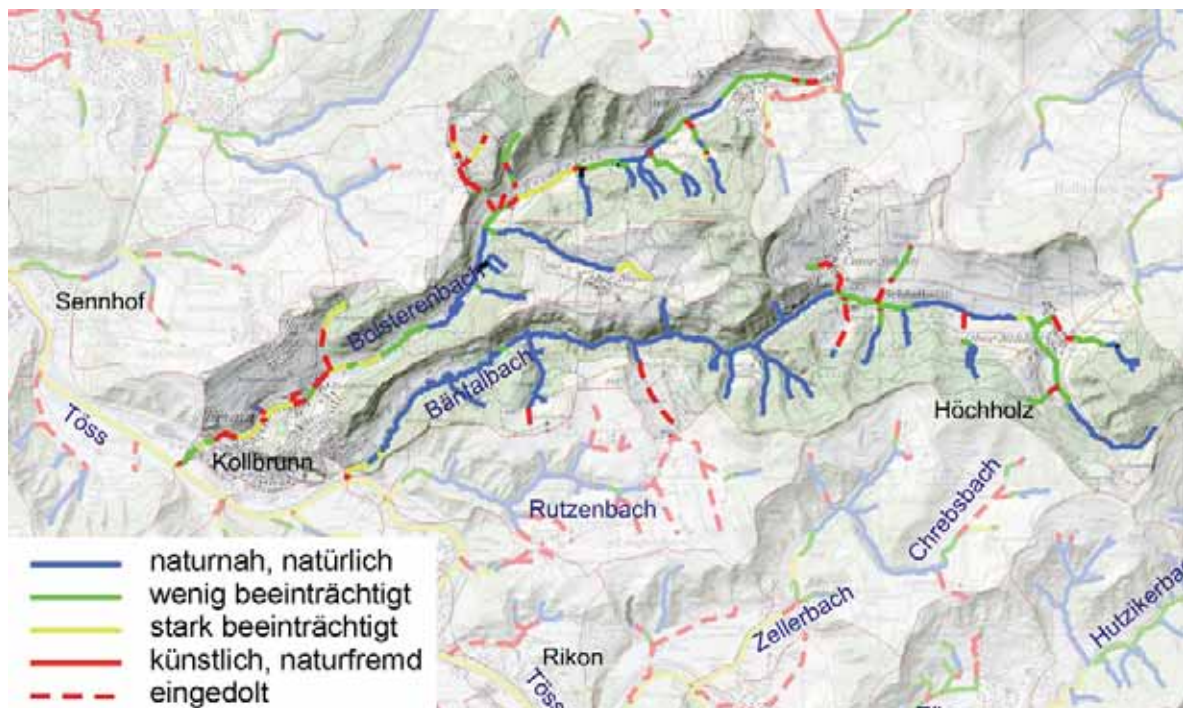 Sennhof
Bolsterenbach
Bäntalbach
Töss
Kollbrunn
Höchholz
Rutzenbach
Chrebsbach
Zellerbach
Hutzikerbach
Rikon
Töss
naturnah, natürlich
wenig beeinträchtigt
stark beeinträchtigt
künstlich, naturfremd
eingedolt